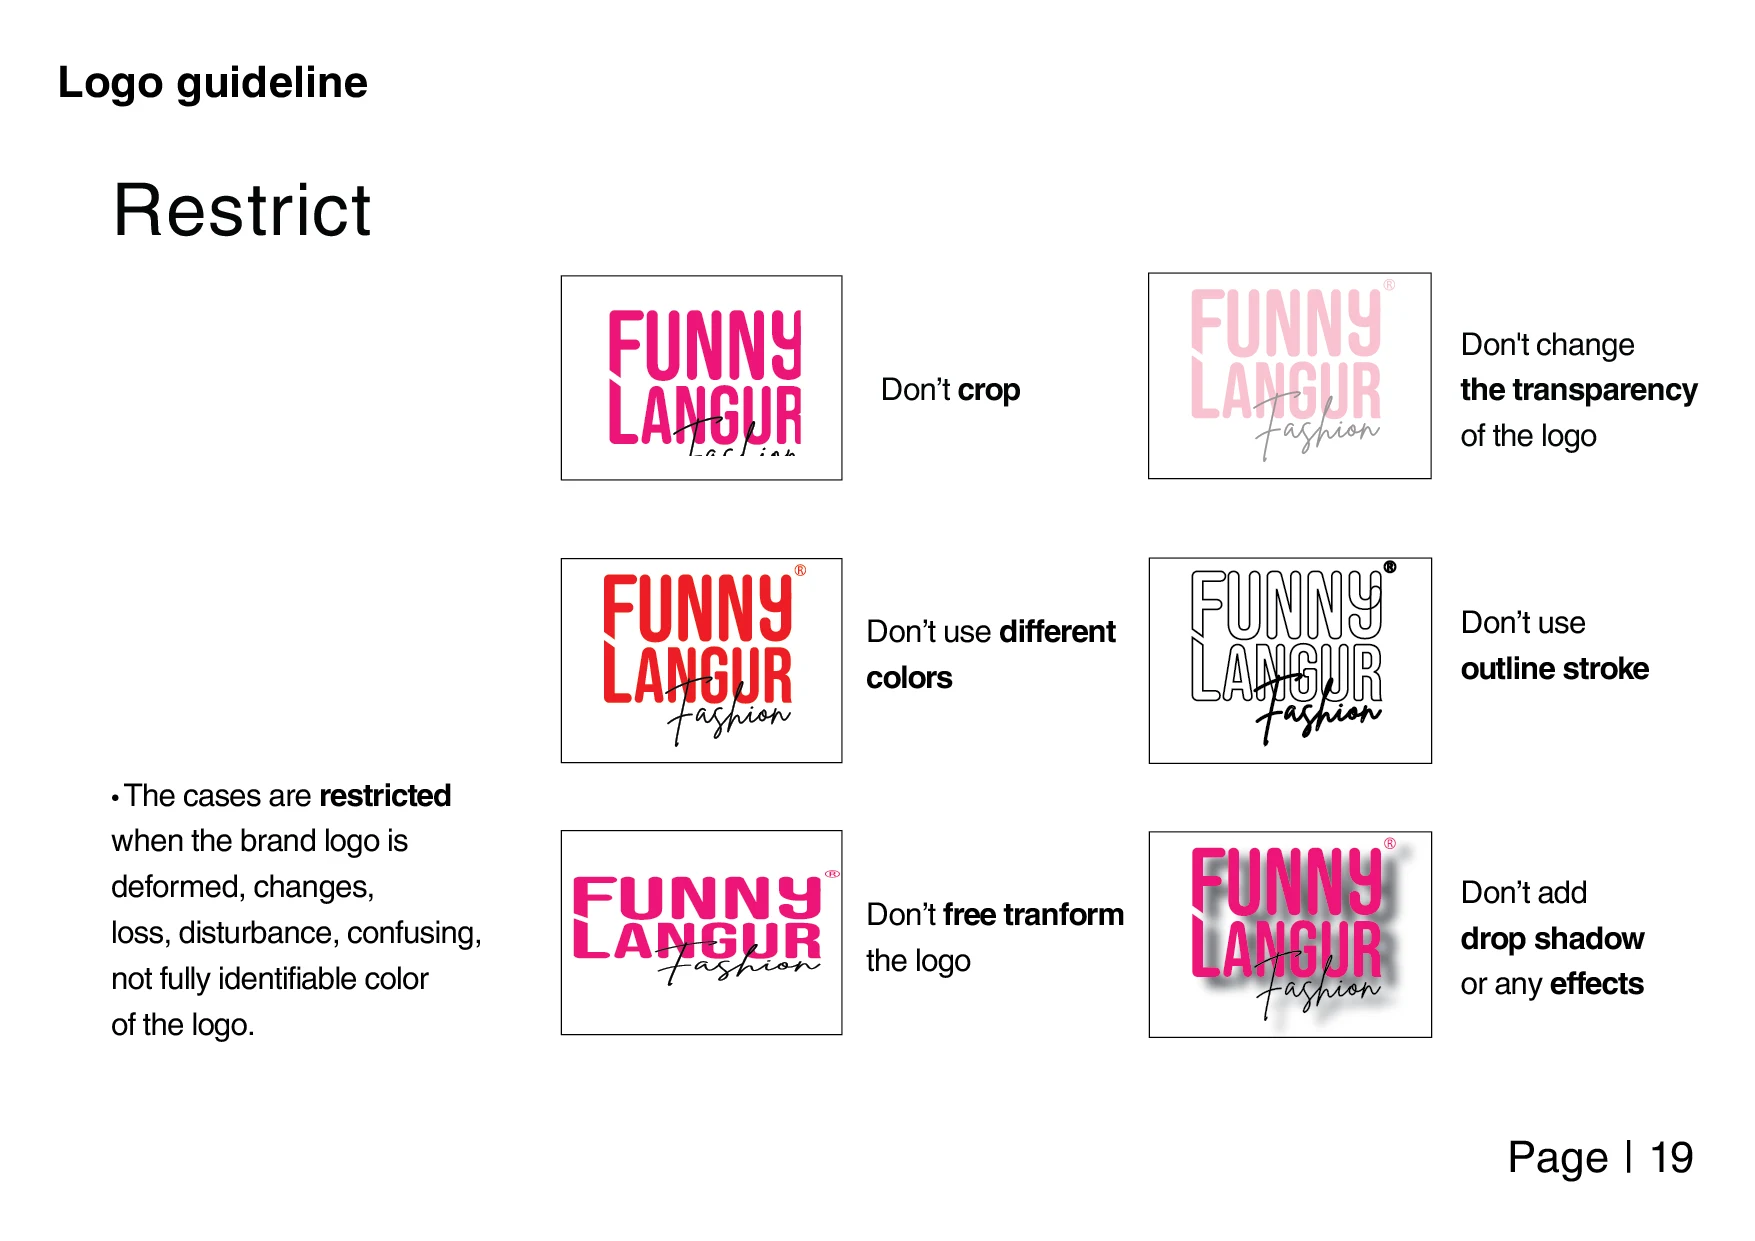 Logo guideline
Restrict
FUNNY
LANGUR
Fashion
Don’t crop
FUNNY®
LANGUR
Fashion
Don't change
the transparency
of the logo
FUNNY®
LANGUR
Fashion
Don’t use different
colors
FUNNY®
LANGUR
Fashion
Don’t use
outline stroke
• The cases are restricted
when the brand logo is
deformed, changes,
loss, disturbance, confusing,
not fully identifiable color
of the logo.
FUNNY®
LANGUR
Fashion
Don’t free tranform
the logo
FUNNY®
LANGUR
Fashion
Don’t add
drop shadow
or any effects
Page | 19